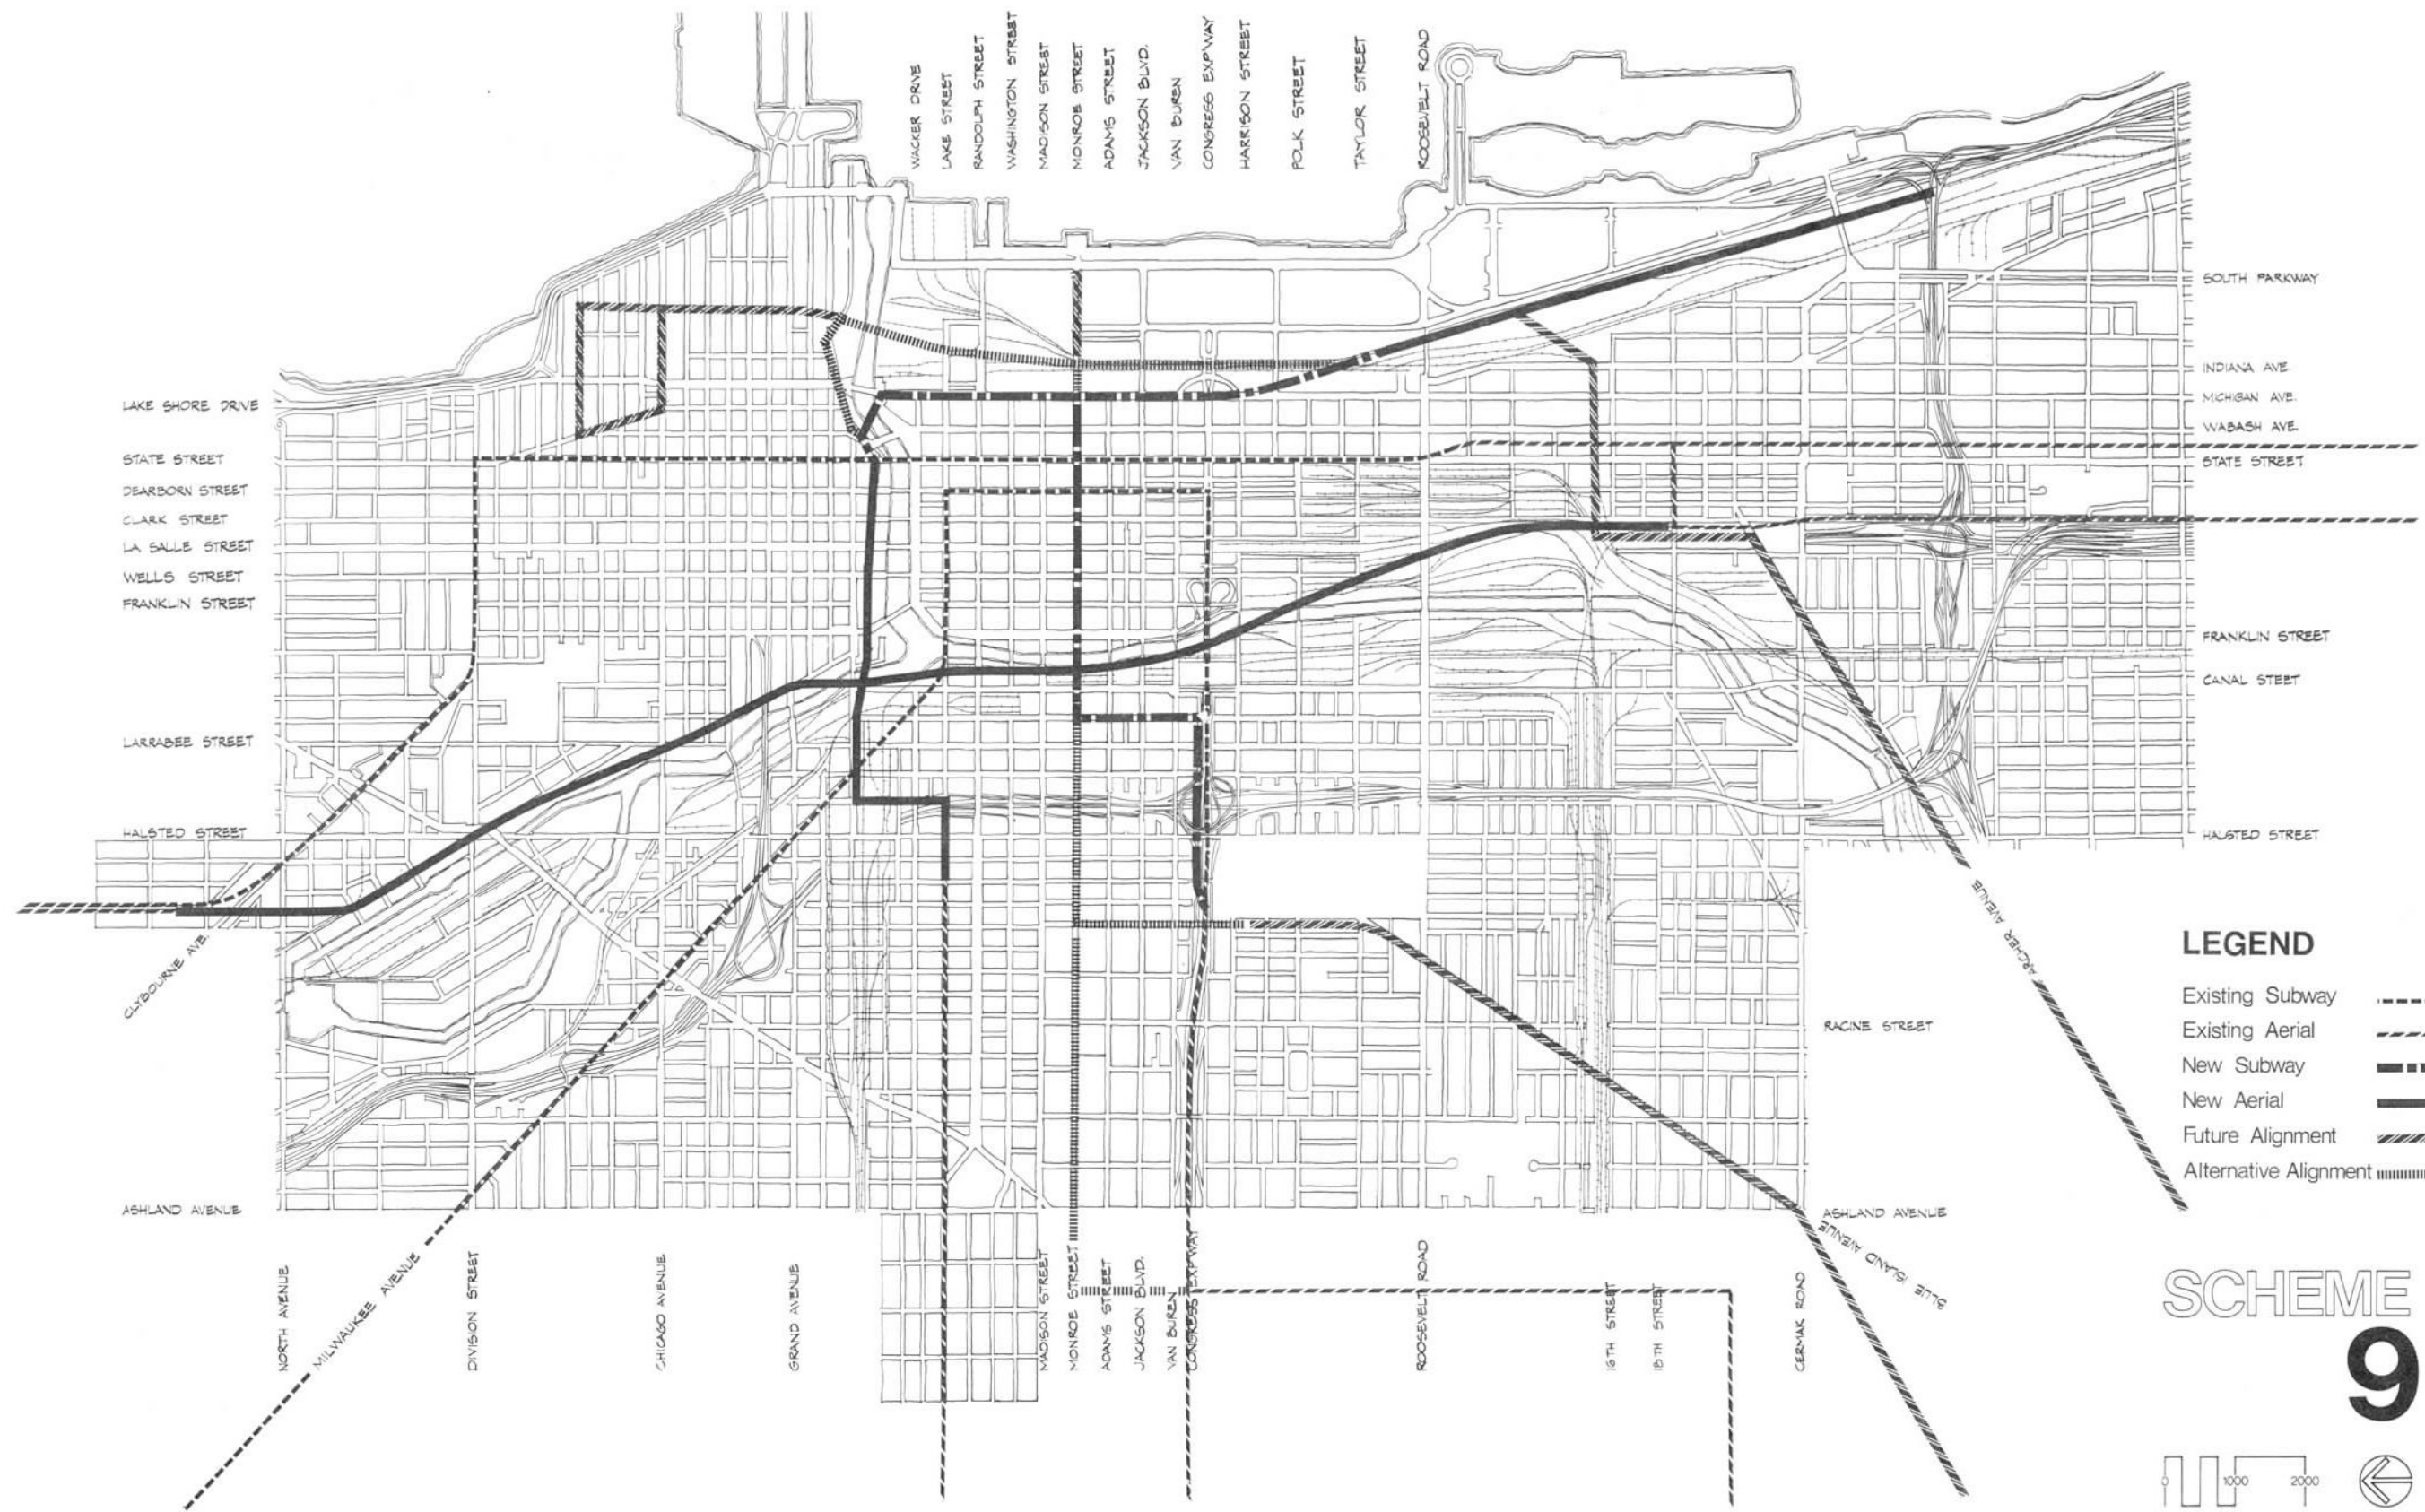 WACKER DRIVE
LAKE STREET
RANDOLPH STREET
WASHINGTON STREET
MADISON STREET
MONROE STREET
ADAMS STREET
JACKSON BLVD.
VAN BUREN
CONGRESS EXPWAY
HARRISON STREET
POLK STREET
TAYLOR STREET
ROOSEVELT ROAD
LAKE SHORE DRIVE
STATE STREET
DEARBORN STREET
CLARK STREET
LA SALLE STREET
WELLS STREET
FRANKLIN STREET
LARRABEE STREET
HALSTED STREET
CLYBOURNE AVE.
ASHLAND AVENUE
SOUTH PARKWAY
INDIANA AVE.
MICHIGAN AVE.
WABASH AVE.
STATE STREET
FRANKLIN STREET
CANAL STEET
HALSTED STREET
ARCHER AVENUE
RACINE STREET
ASHLAND AVENUE
BLUE ISLAND AVENUE
NORTH AVENUE
MILWAUKEE AVENUE
DIVISION STREET
CHICAGO AVENUE
GRAND AVENUE
MADISON STREET
MONROE STREET
ADAMS STREET
JACKSON BLVD.
VAN BUREN
CONGRESS EXPWAY
ROOSEVELT ROAD
16TH STREET
18TH STREET
CERMAK ROAD
LEGEND
Existing Subway
Existing Aerial
New Subway
New Aerial
Future Alignment
Alternative Alignment
SCHEME
9
0 1000 2000